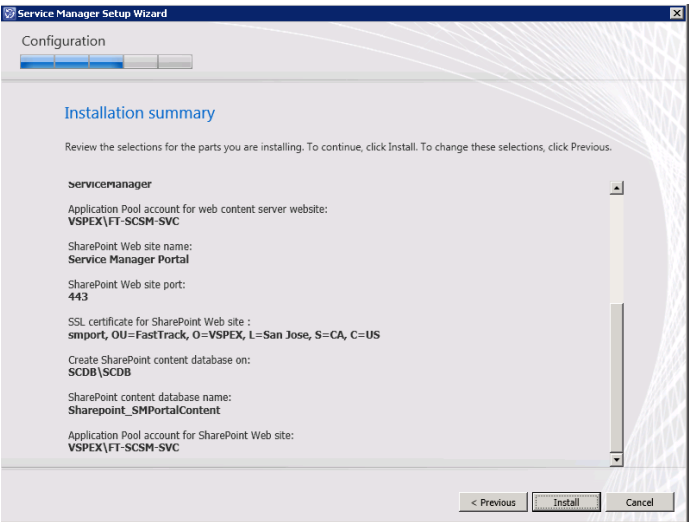 Service Manager Setup Wizard
Configuration
Installation summary
Review the selections for the parts you are installing. To continue, click Install. To change these selections, click Previous.
ServiceManager
Application Pool account for web content server website:
VSPEX\FT-SCSM-SVC
SharePoint Web site name:
Service Manager Portal
SharePoint Web site port:
443
SSL certificate for SharePoint Web site :
smport, OU=FastTrack, O=VSPEX, L=San Jose, S=CA, C=US
Create SharePoint content database on:
SCDB\SCDB
SharePoint content database name:
Sharepoint_SMPortalContent
Application Pool account for SharePoint Web site:
VSPEX\FT-SCSM-SVC
< Previous Install Cancel